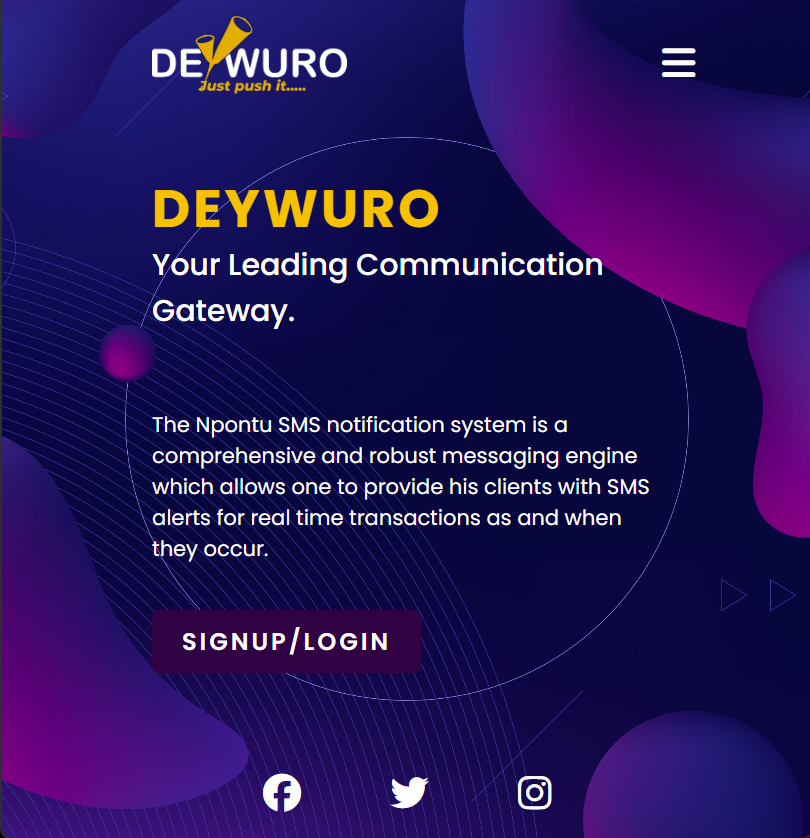 DEYWURO
Just push it.....
DEYWURO
Your Leading Communication
Gateway.
The Npontu SMS notification system is a
comprehensive and robust messaging engine
which allows one to provide his clients with SMS
alerts for real time transactions as and when
they occur.
SIGNUP/LOGIN